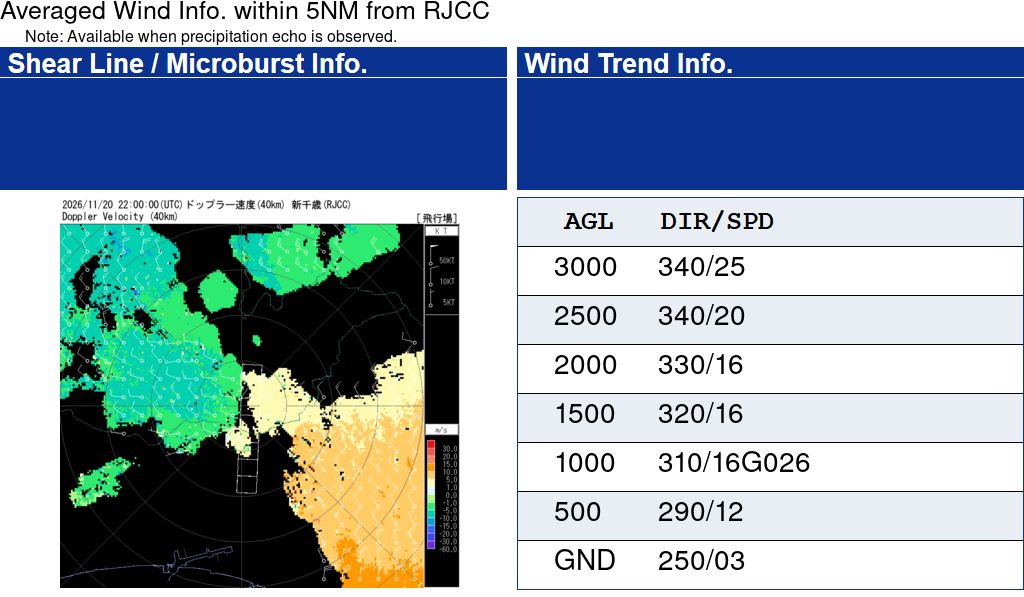 Averaged Wind Info. within 5NM from RJCC
Note: Available when precipitation echo is observed.
Shear Line / Microburst Info.
Wind Trend Info.
2026/11/20 22:00:00(UTC) ドップラー速度(40km) 新千歳(RJCC)
Doppler Velocity (40km)
[飛行場]
KT
50KT
10KT
5KT
m/s
30.0
20.0
15.0
10.0
5.0
1.0
0.0
-1.0
-5.0
-10.0
-15.0
-20.0
-30.0
-60.0
AGL DIR/SPD
3000 340/25
2500 340/20
2000 330/16
1500 320/16
1000 310/16G026
500 290/12
GND 250/03